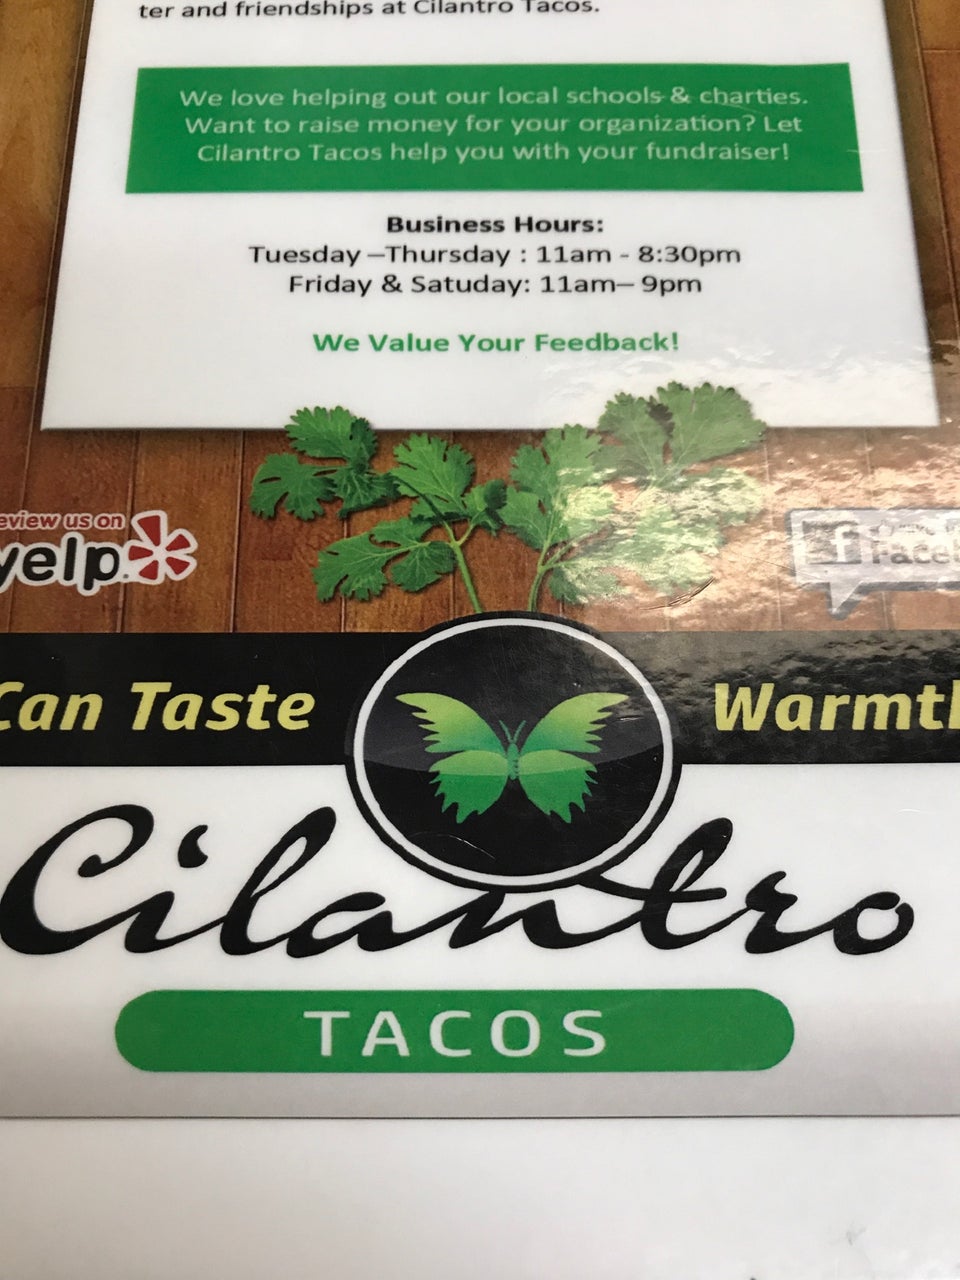 ter and friendships at Cilantro Tacos.
We love helping out our local schools & charties.
Want to raise money for your organization? Let
Cilantro Tacos help you with your fundraiser!
Business Hours:
Tuesday –Thursday : 11am - 8:30pm
Friday & Satuday: 11am– 9pm
We Value Your Feedback!
eview us on
yelp
f
Can Taste
Warmth
Cilantro
TACOS